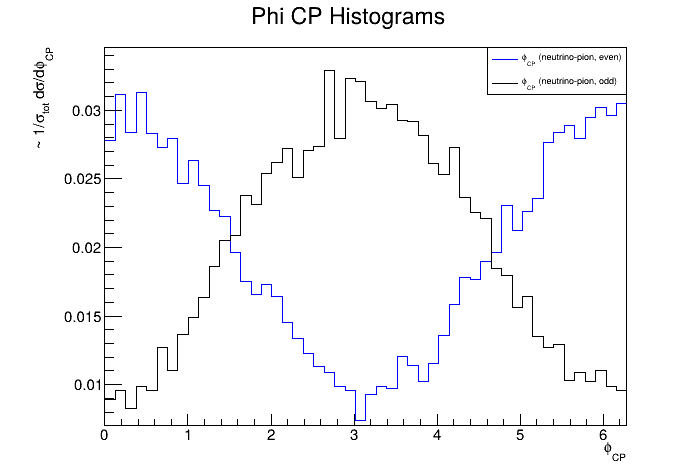 Phi CP Histograms
~ 1/σtot dσ/dϕCP
ϕCP (neutrino-pion, even)
ϕCP (neutrino-pion, odd)
0.03
0.025
0.02
0.015
0.01
0 1 2 3 4 5 6
ϕCP